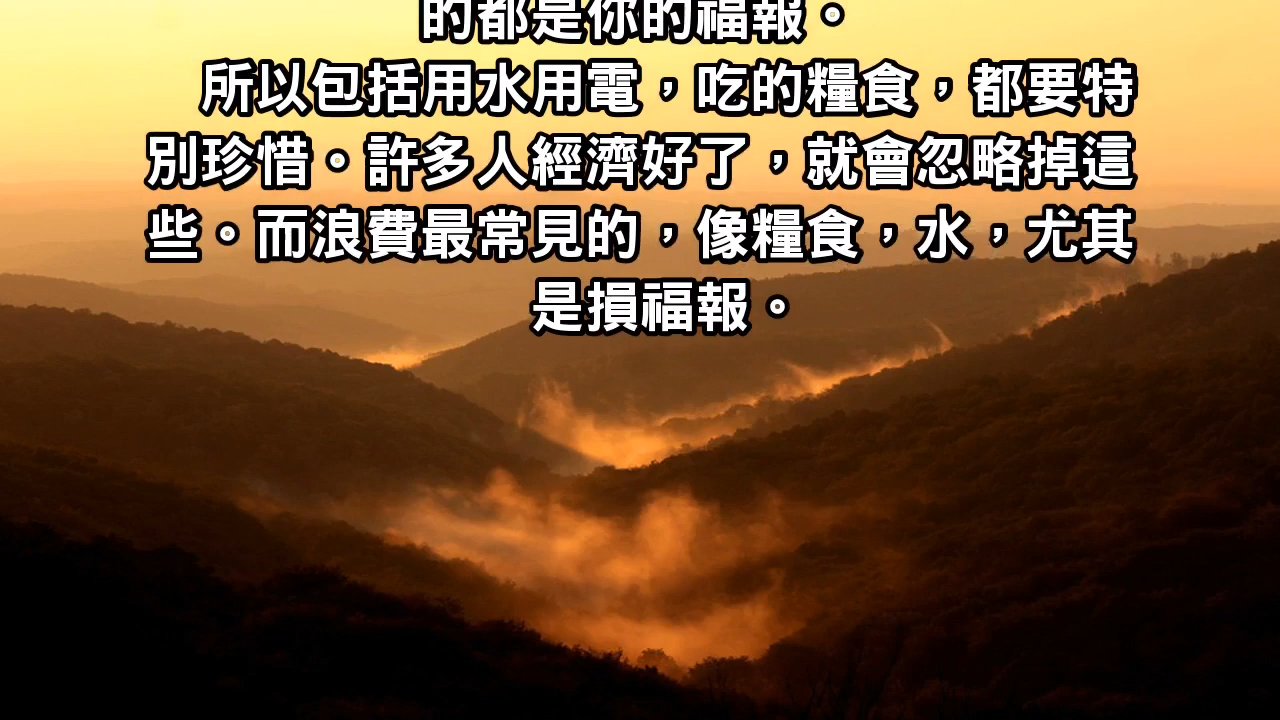 的都是你的福報。
所以包括用水用電，吃的糧食，都要特
別珍惜。許多人經濟好了，就會忽略掉這
些。而浪費最常見的，像糧食，水，尤其
是損福報。